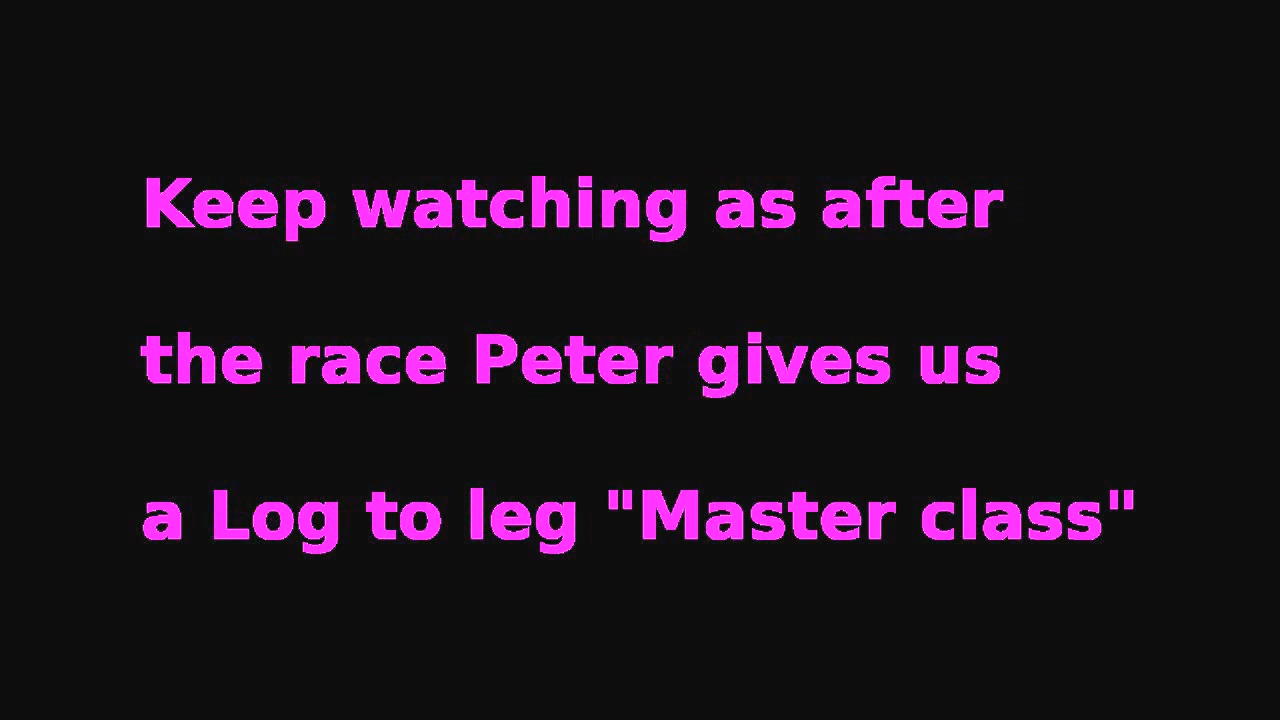 Keep watching as after
the race Peter gives us
a Log to leg "Master class"